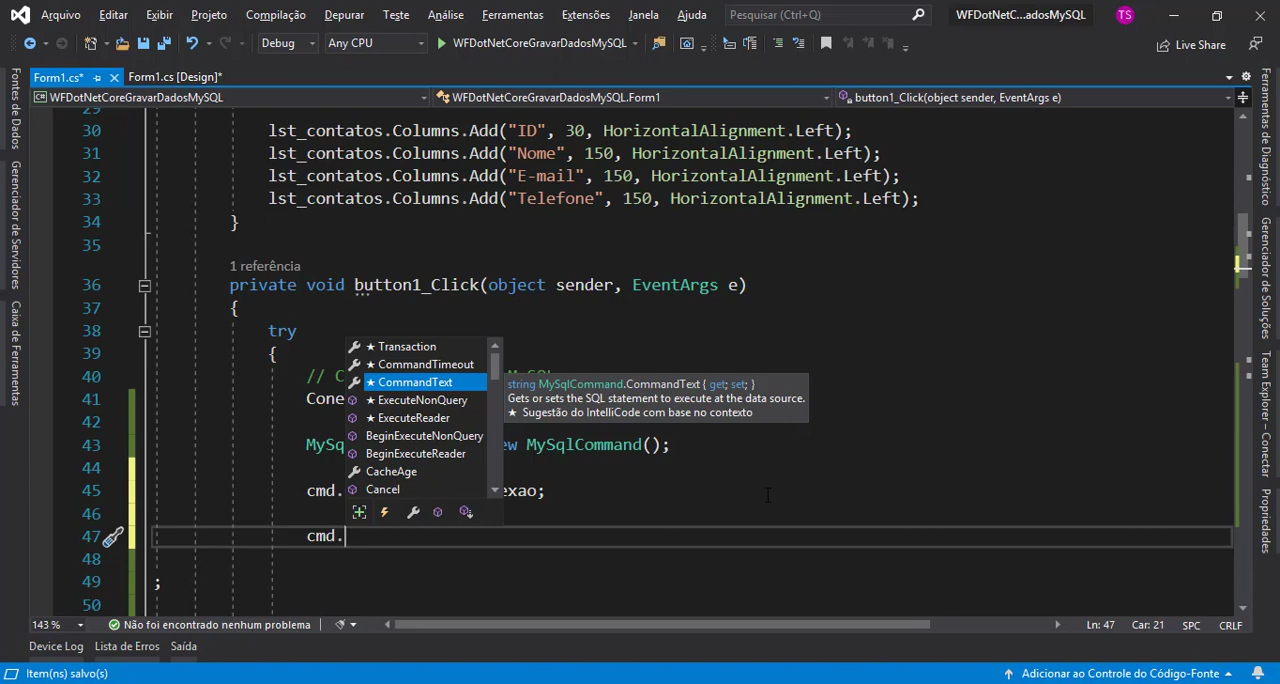 Arquivo Editar Exibir Projeto Compilação Depurar Teste Análise Ferramentas Extensões Janela Ajuda Pesquisar (Ctrl+Q) WFDotNetC...adosMySQL TS
Debug Any CPU WFDotNetCoreGravarDadosMySQL Live Share
Form1.cs* Form1.cs [Design]*
WFDotNetCoreGravarDadosMySQL WFDotNetCoreGravarDadosMySQL.Form1 button1_Click(object sender, EventArgs e)
Fontes de Dados
Gerenciador de Servidores
Caixa de Ferramentas
29
30 lst_contatos.Columns.Add("ID", 30, HorizontalAlignment.Left);
31 lst_contatos.Columns.Add("Nome", 150, HorizontalAlignment.Left);
32 lst_contatos.Columns.Add("E-mail", 150, HorizontalAlignment.Left);
33 lst_contatos.Columns.Add("Telefone", 150, HorizontalAlignment.Left);
34 }
35
1 referência
36 private void button1_Click(object sender, EventArgs e)
37 {
38 try
39 {
40 // C
41 Cone
42
43 MySq ew MySqlCommand();
44
45 cmd. exao;
46
47 cmd.
48
49 ;
50
★ Transaction
★ CommandTimeout
★ CommandText
★ ExecuteNonQuery
★ ExecuteReader
BeginExecuteNonQuery
BeginExecuteReader
CacheAge
Cancel
string MySqlCommand.CommandText { get; set; }
Gets or sets the SQL statement to execute at the data source.
★ Sugestão do IntelliCode com base no contexto
Ferramentas de Diagnóstico
Gerenciador de Soluções
Team Explorer – Conectar
Propriedades
143 % Não foi encontrado nenhum problema Ln: 47 Car: 21 SPC CRLF
Device Log Lista de Erros Saída
Item(ns) salvo(s) Adicionar ao Controle do Código-Fonte